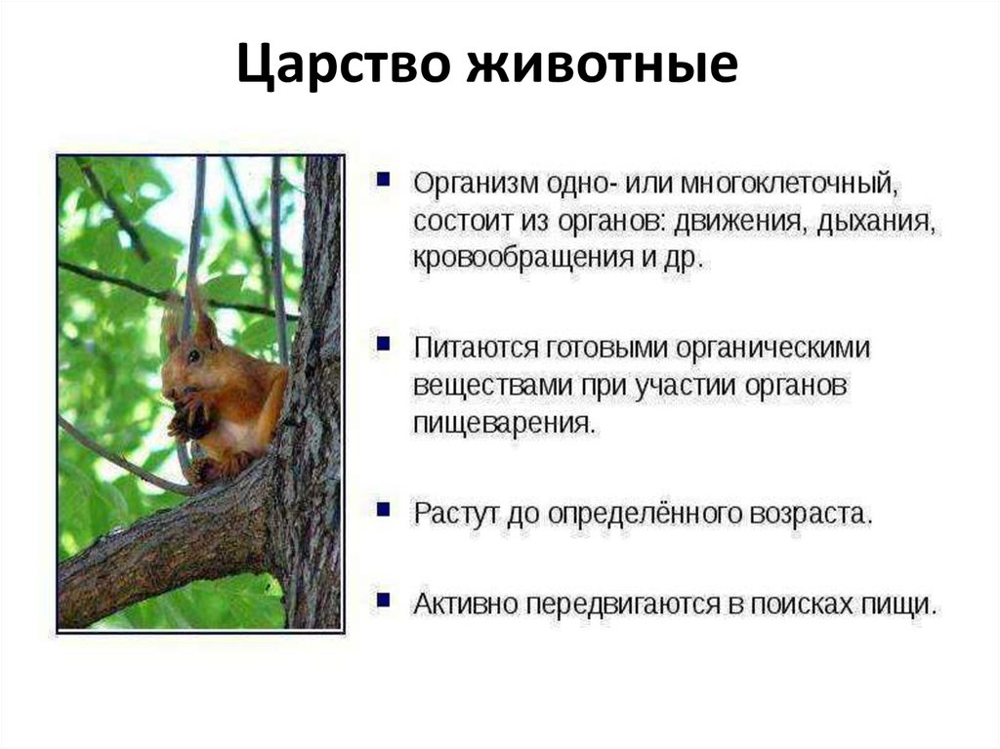 Царство животные
Организм одно- или многоклеточный,
состоит из органов: движения, дыхания,
кровообращения и др.
Питаются готовыми органическими
веществами при участии органов
пищеварения.
Растут до определённого возраста.
Активно передвигаются в поисках пищи.